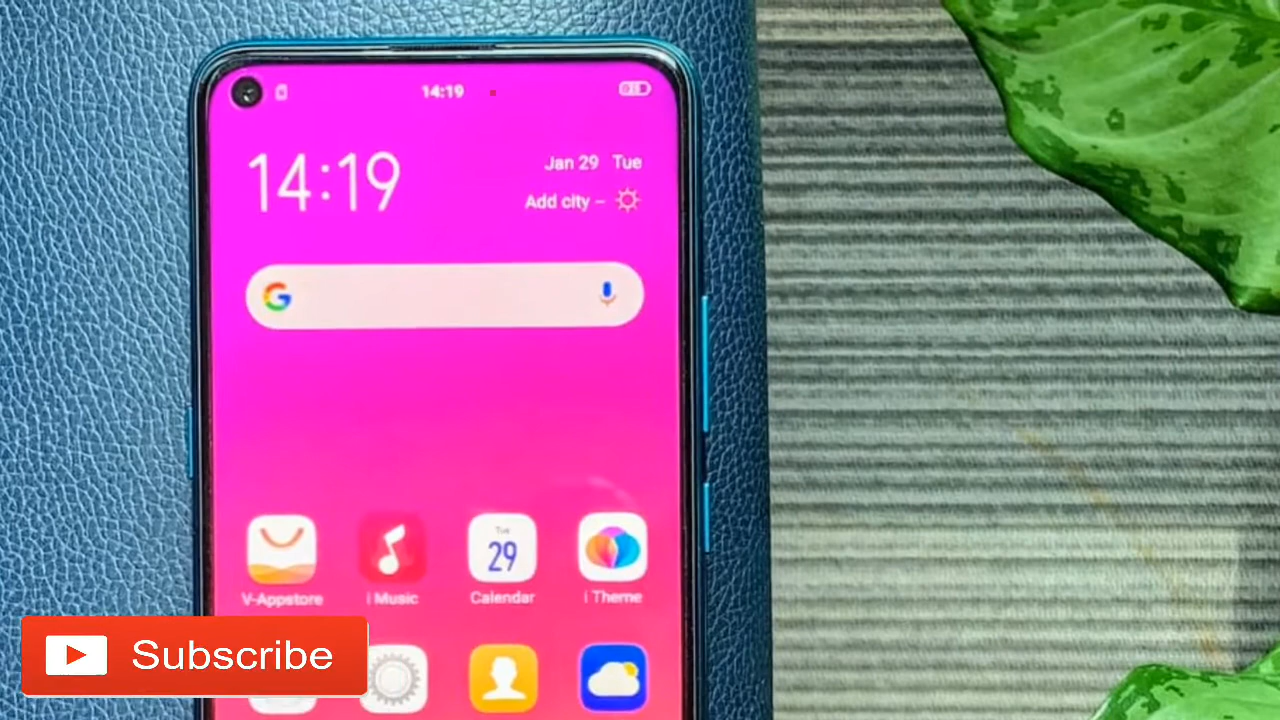 14:19
14:19
Jan 29 Tue
Add city –
V-Appstore
i Music
Tue
29
Calendar
i Theme
Subscribe